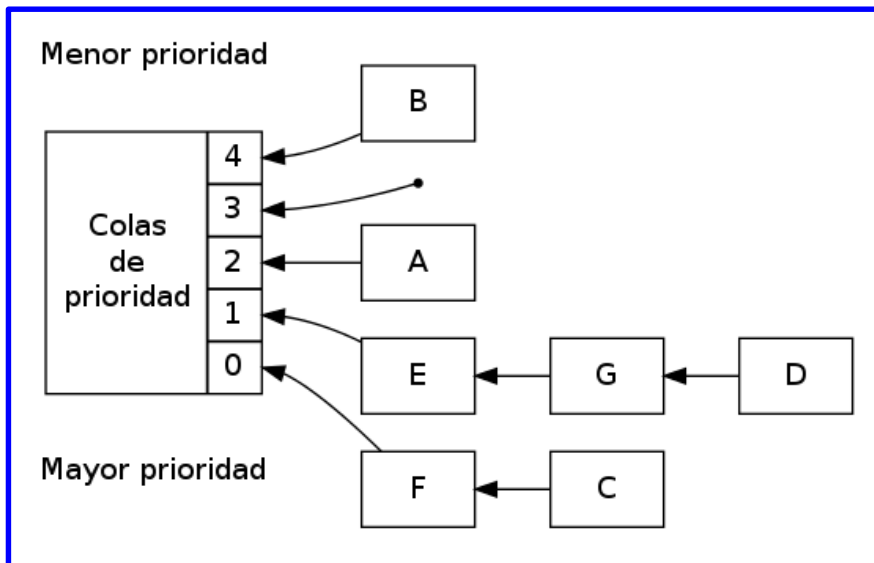 Menor prioridad
B
4
3
Colas
de
prioridad
2
A
1
0
E
G
D
Mayor prioridad
F
C